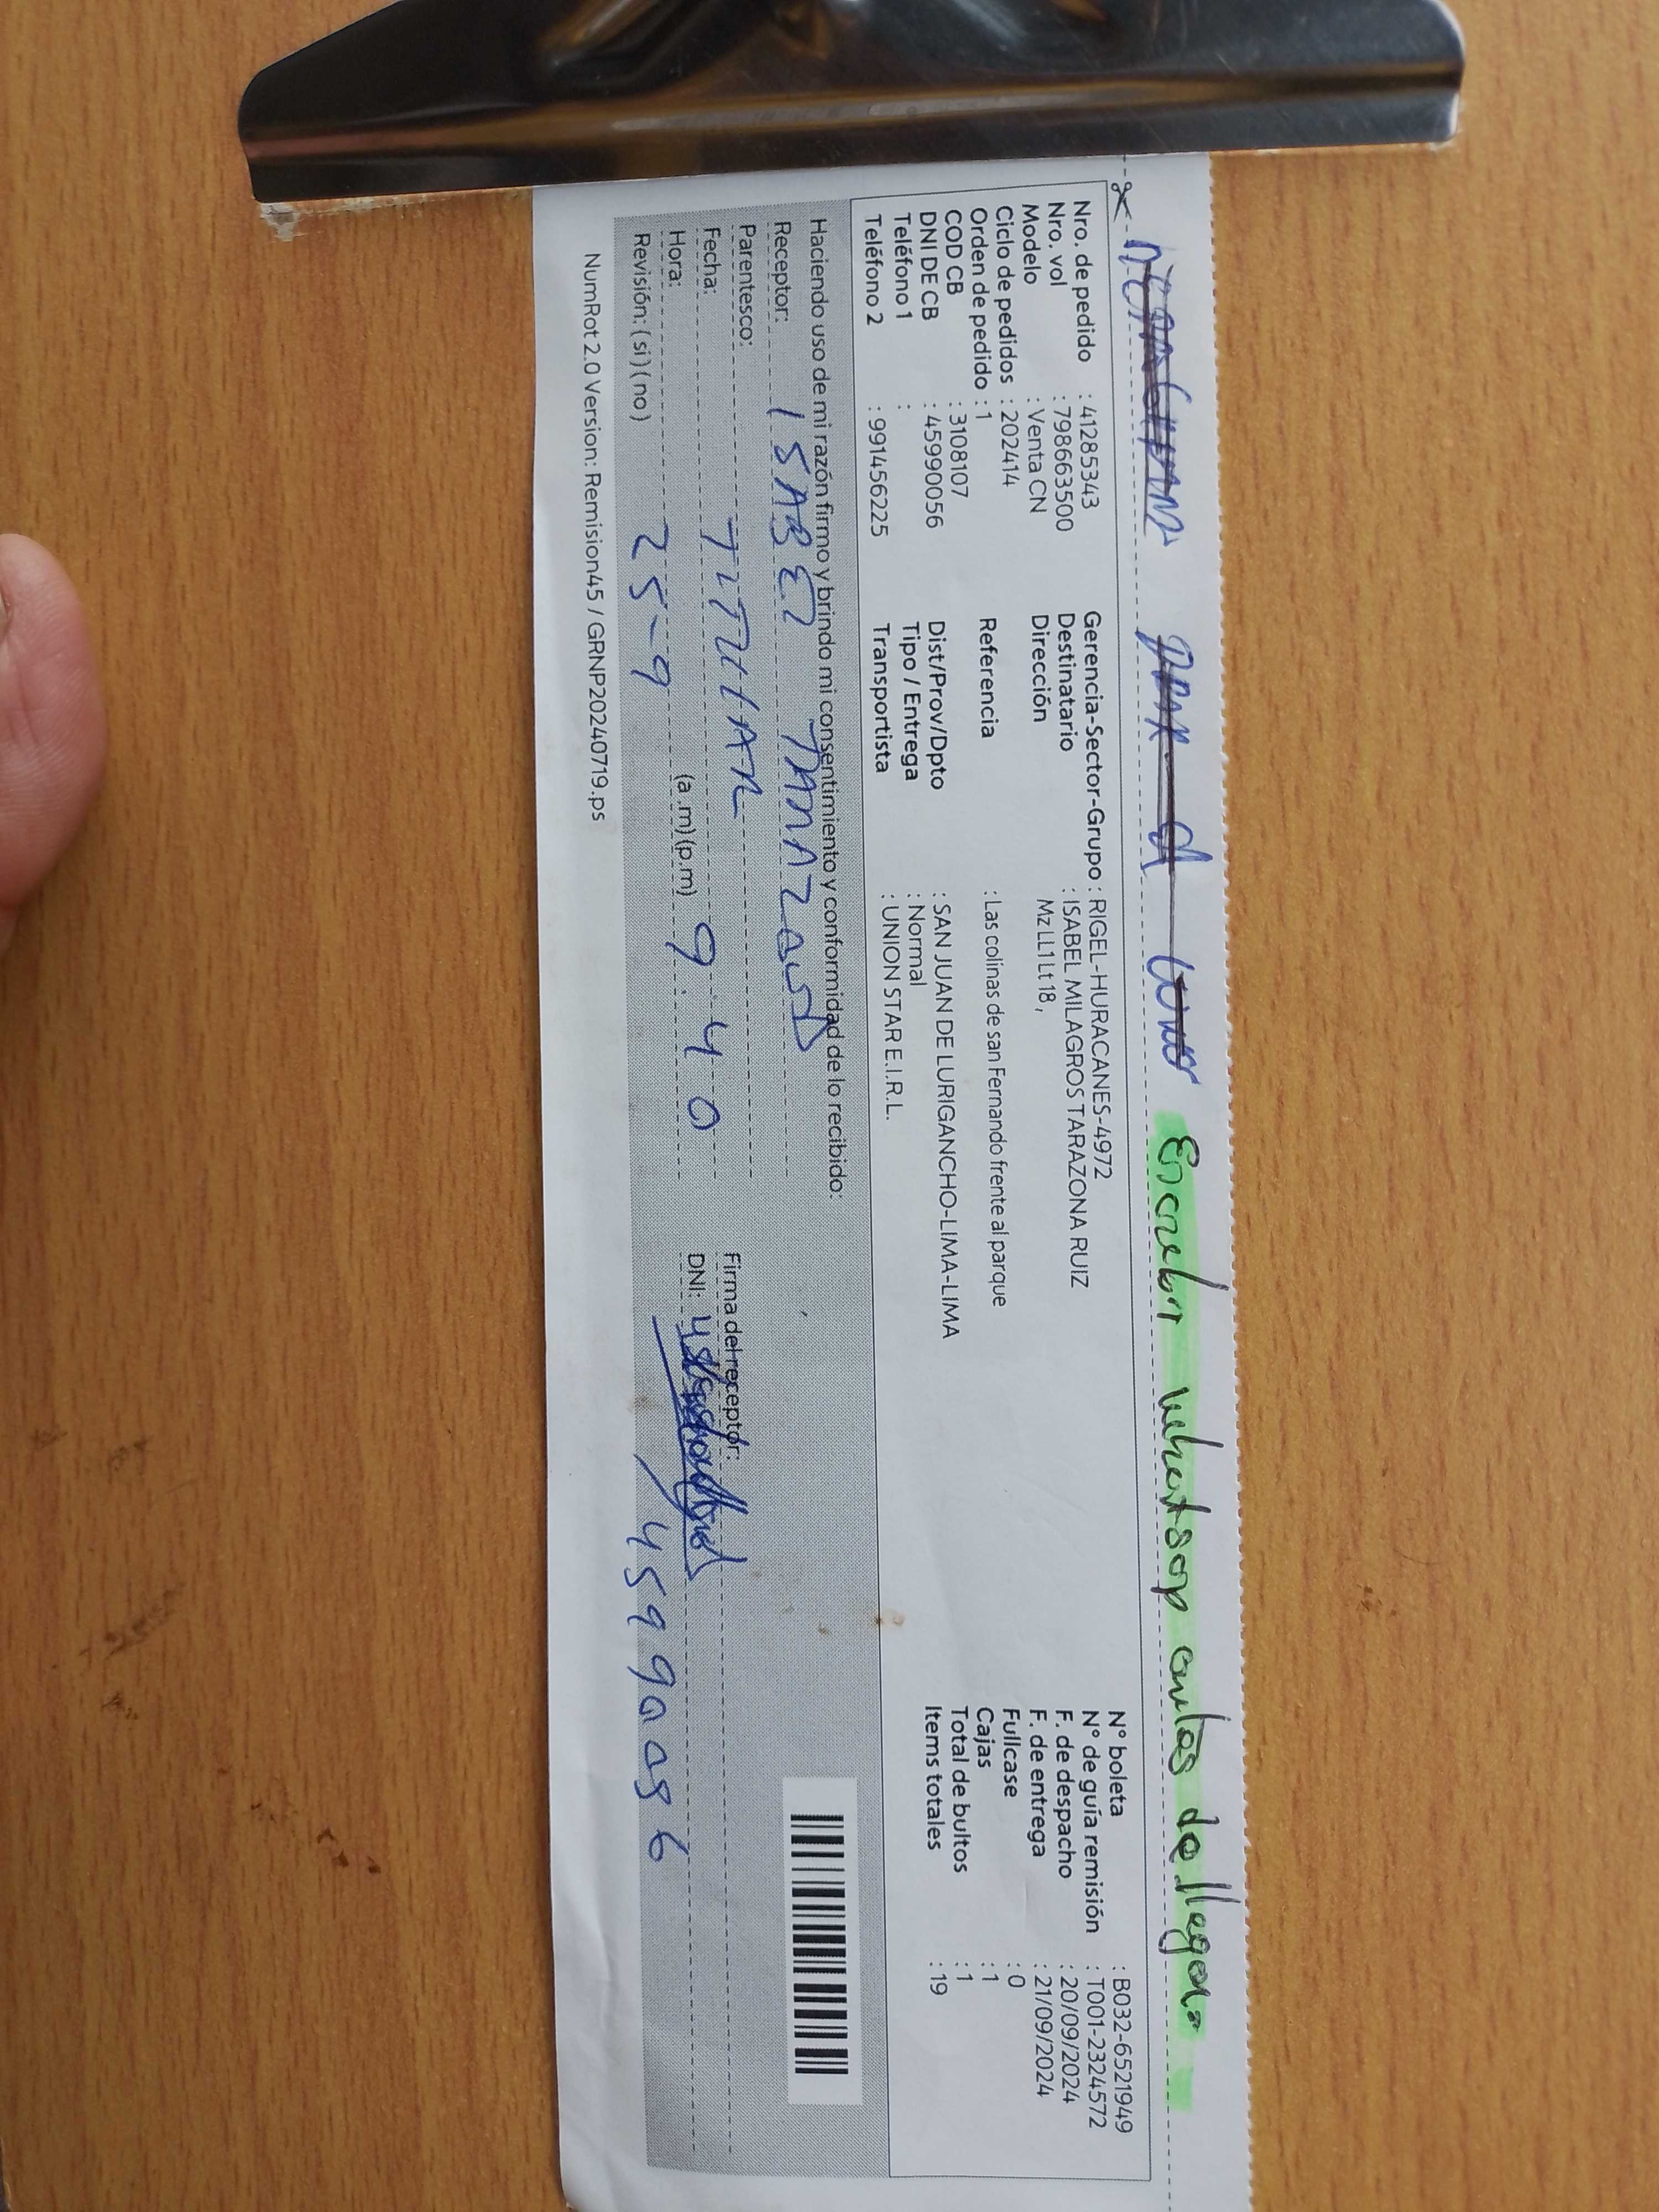 Escribir whatsap antes de llegar
Nro. de pedido : 41285343
Nro. vol : 798663500
Modelo : Venta CN
Ciclo de pedidos : 202414
Orden de pedido : 1
COD CB : 3108107
DNI DE CB : 45990056
Teléfono 1 :
Teléfono 2 : 991456225
Gerencia-Sector-Grupo : RIGEL-HURACANES-4972
Destinatario : ISABEL MILAGROS TARAZONA RUIZ
Dirección Mz LL1 Lt 18 ,
Referencia : Las colinas de san Fernando frente al parque
Dist/Prov/Dpto : SAN JUAN DE LURIGANCHO-LIMA-LIMA
Tipo / Entrega : Normal
Transportista : UNION STAR E.I.R.L.
N° boleta : B032-6521949
N° de guía remisión : T001-2324572
F. de despacho : 20/09/2024
F. de entrega : 21/09/2024
Fullcase : 0
Cajas : 1
Total de bultos : 1
Items totales : 19
Haciendo uso de mi razón firmo y brindo mi consentimiento y conformidad de lo recibido:
Receptor: ISABEL
Parentesco:
Fecha:
Hora: (a .m) (p.m) 9 40
Revisión: ( si ) ( no ) 25-9
Firma del receptor:
DNI: 45990056
NumRot 2.0 Version: Remision45 / GRNP20240719.ps